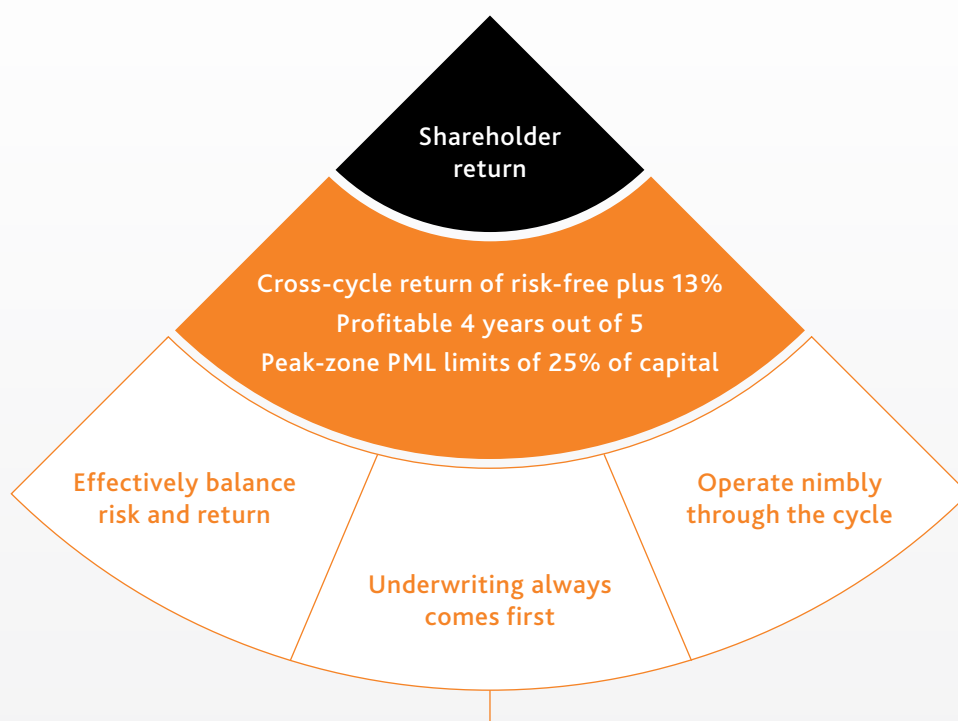 Shareholder
return
Cross-cycle return of risk-free plus 13%
Profitable 4 years out of 5
Peak-zone PML limits of 25% of capital
Effectively balance
risk and return
Underwriting always
comes first
Operate nimbly
through the cycle